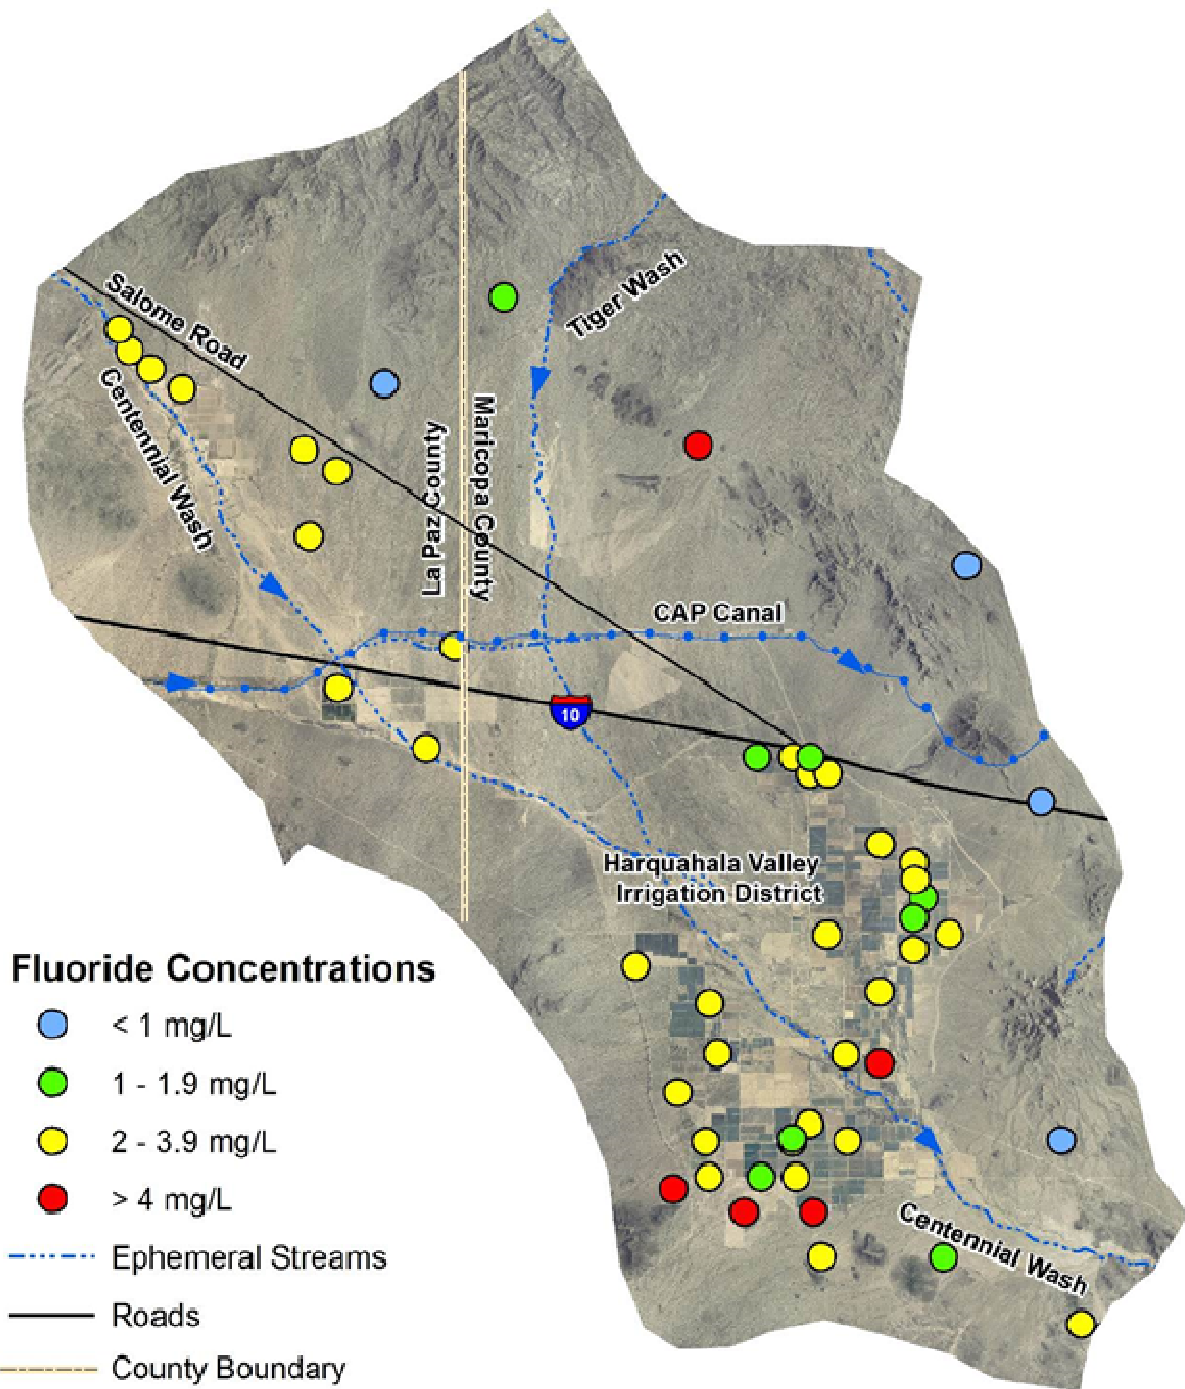 Salome Road
Tiger Wash
Centennial Wash
La Paz County
Maricopa County
CAP Canal
10
Harquahala Valley
Irrigation District
Centennial Wash
Fluoride Concentrations
< 1 mg/L
1 - 1.9 mg/L
2 - 3.9 mg/L
> 4 mg/L
Ephemeral Streams
Roads
County Boundary